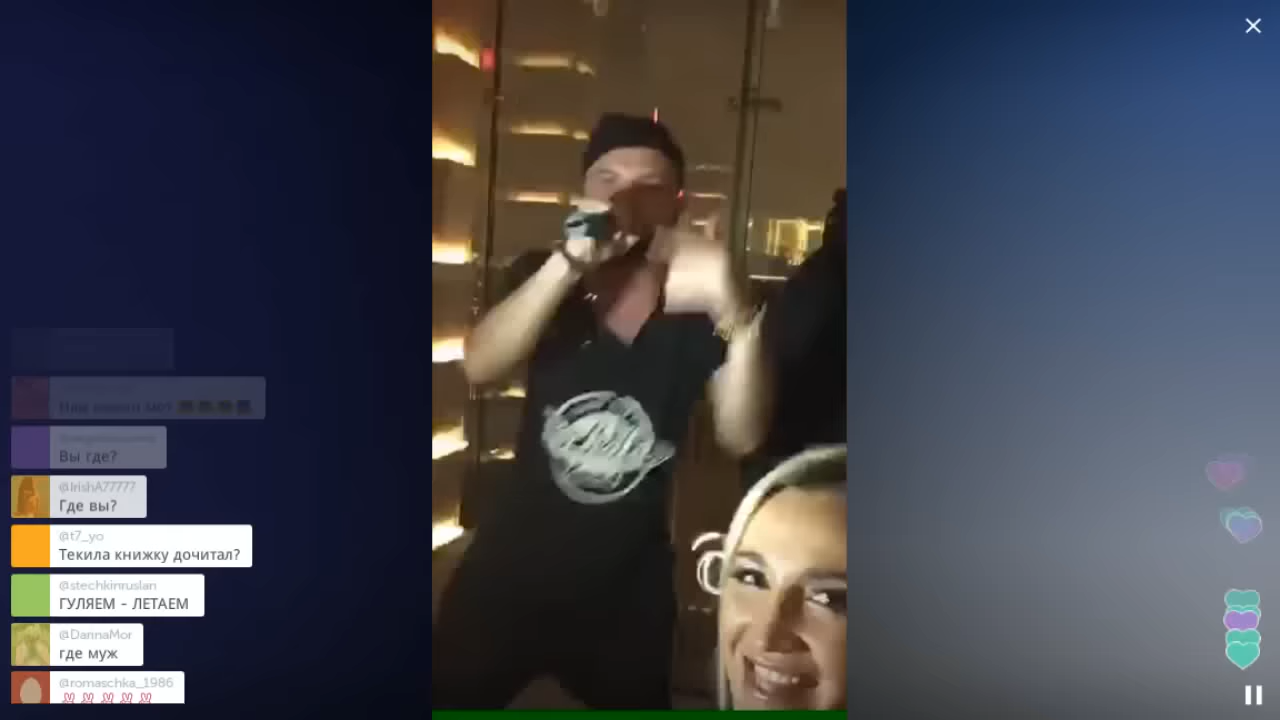 Вы где?
@IrishA77777
Где вы?
@t7_yo
Текила книжку дочитал?
@stechkinruslan
ГУЛЯЕМ - ЛЕТАЕМ
@DannaMor
где муж
@romaschka_1986